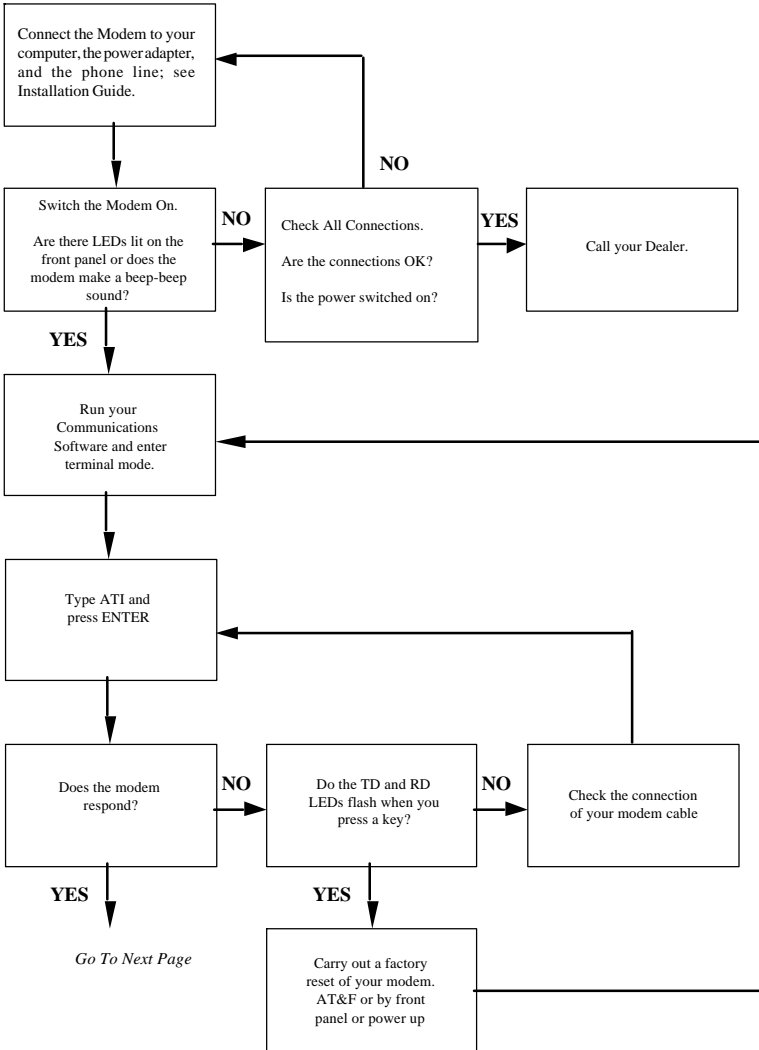 Connect the Modem to your
computer, the power adapter,
and the phone line; see
Installation Guide.
NO
Switch the Modem On.
Are there LEDs lit on the
front panel or does the
modem make a beep-beep
sound?
NO
Check All Connections.
Are the connections OK?
Is the power switched on?
YES
Call your Dealer.
YES
Run your
Communications
Software and enter
terminal mode.
Type ATI and
press ENTER
Does the modem
respond?
NO
Do the TD and RD
LEDs flash when you
press a key?
NO
Check the connection
of your modem cable
YES
Go To Next Page
YES
Carry out a factory
reset of your modem.
AT&F or by front
panel or power up